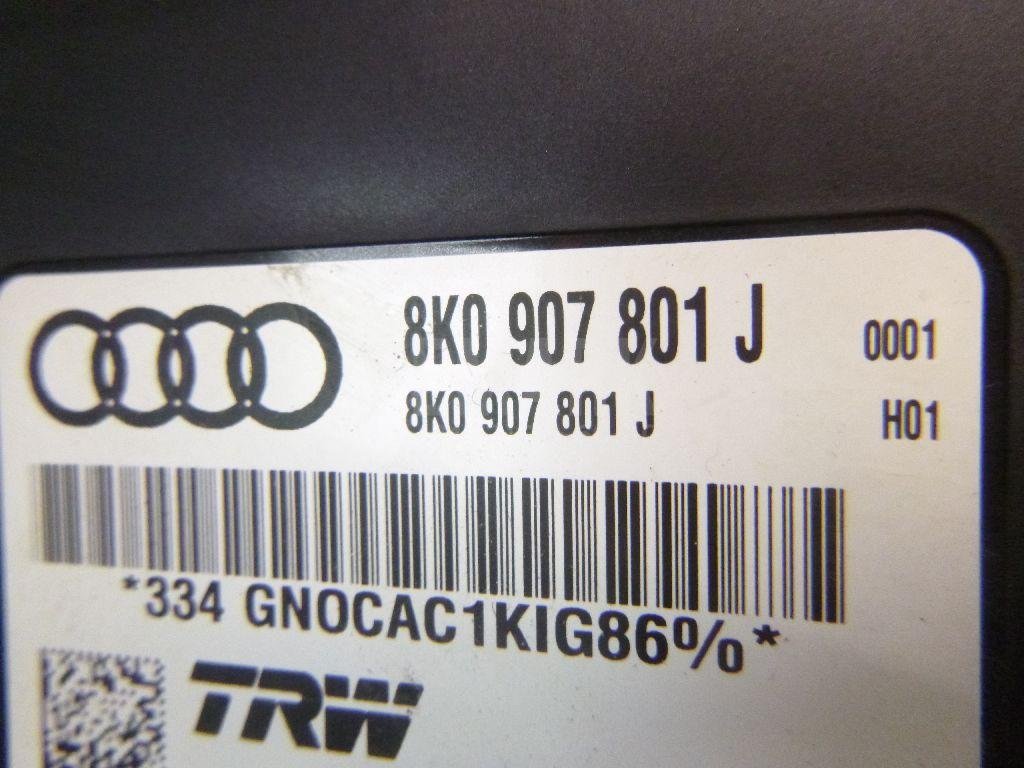 8K0 907 801 J 0001
8K0 907 801 J H01
*334 GNOCAC1KIG86%*
TRW